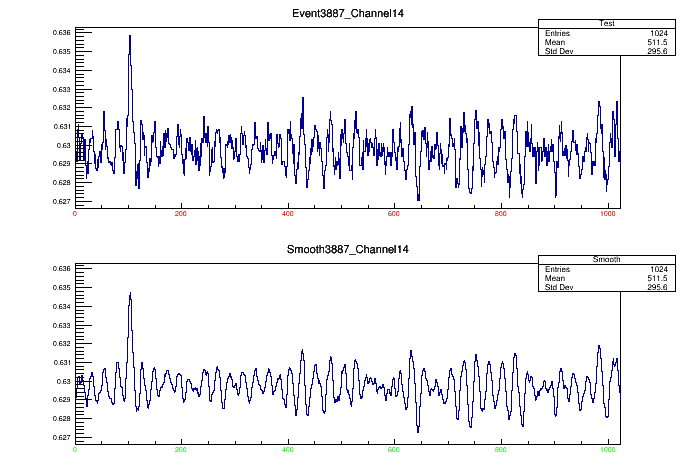 Event3887_Channel14
Test
Entries 1024
Mean 511.5
Std Dev 295.6
0.636
0.635
0.634
0.633
0.632
0.631
0.63
0.629
0.628
0.627
0 200 400 600 800 1000
Smooth3887_Channel14
Smooth
Entries 1024
Mean 511.5
Std Dev 295.6
0.636
0.635
0.634
0.633
0.632
0.631
0.63
0.629
0.628
0.627
0 200 400 600 800 1000